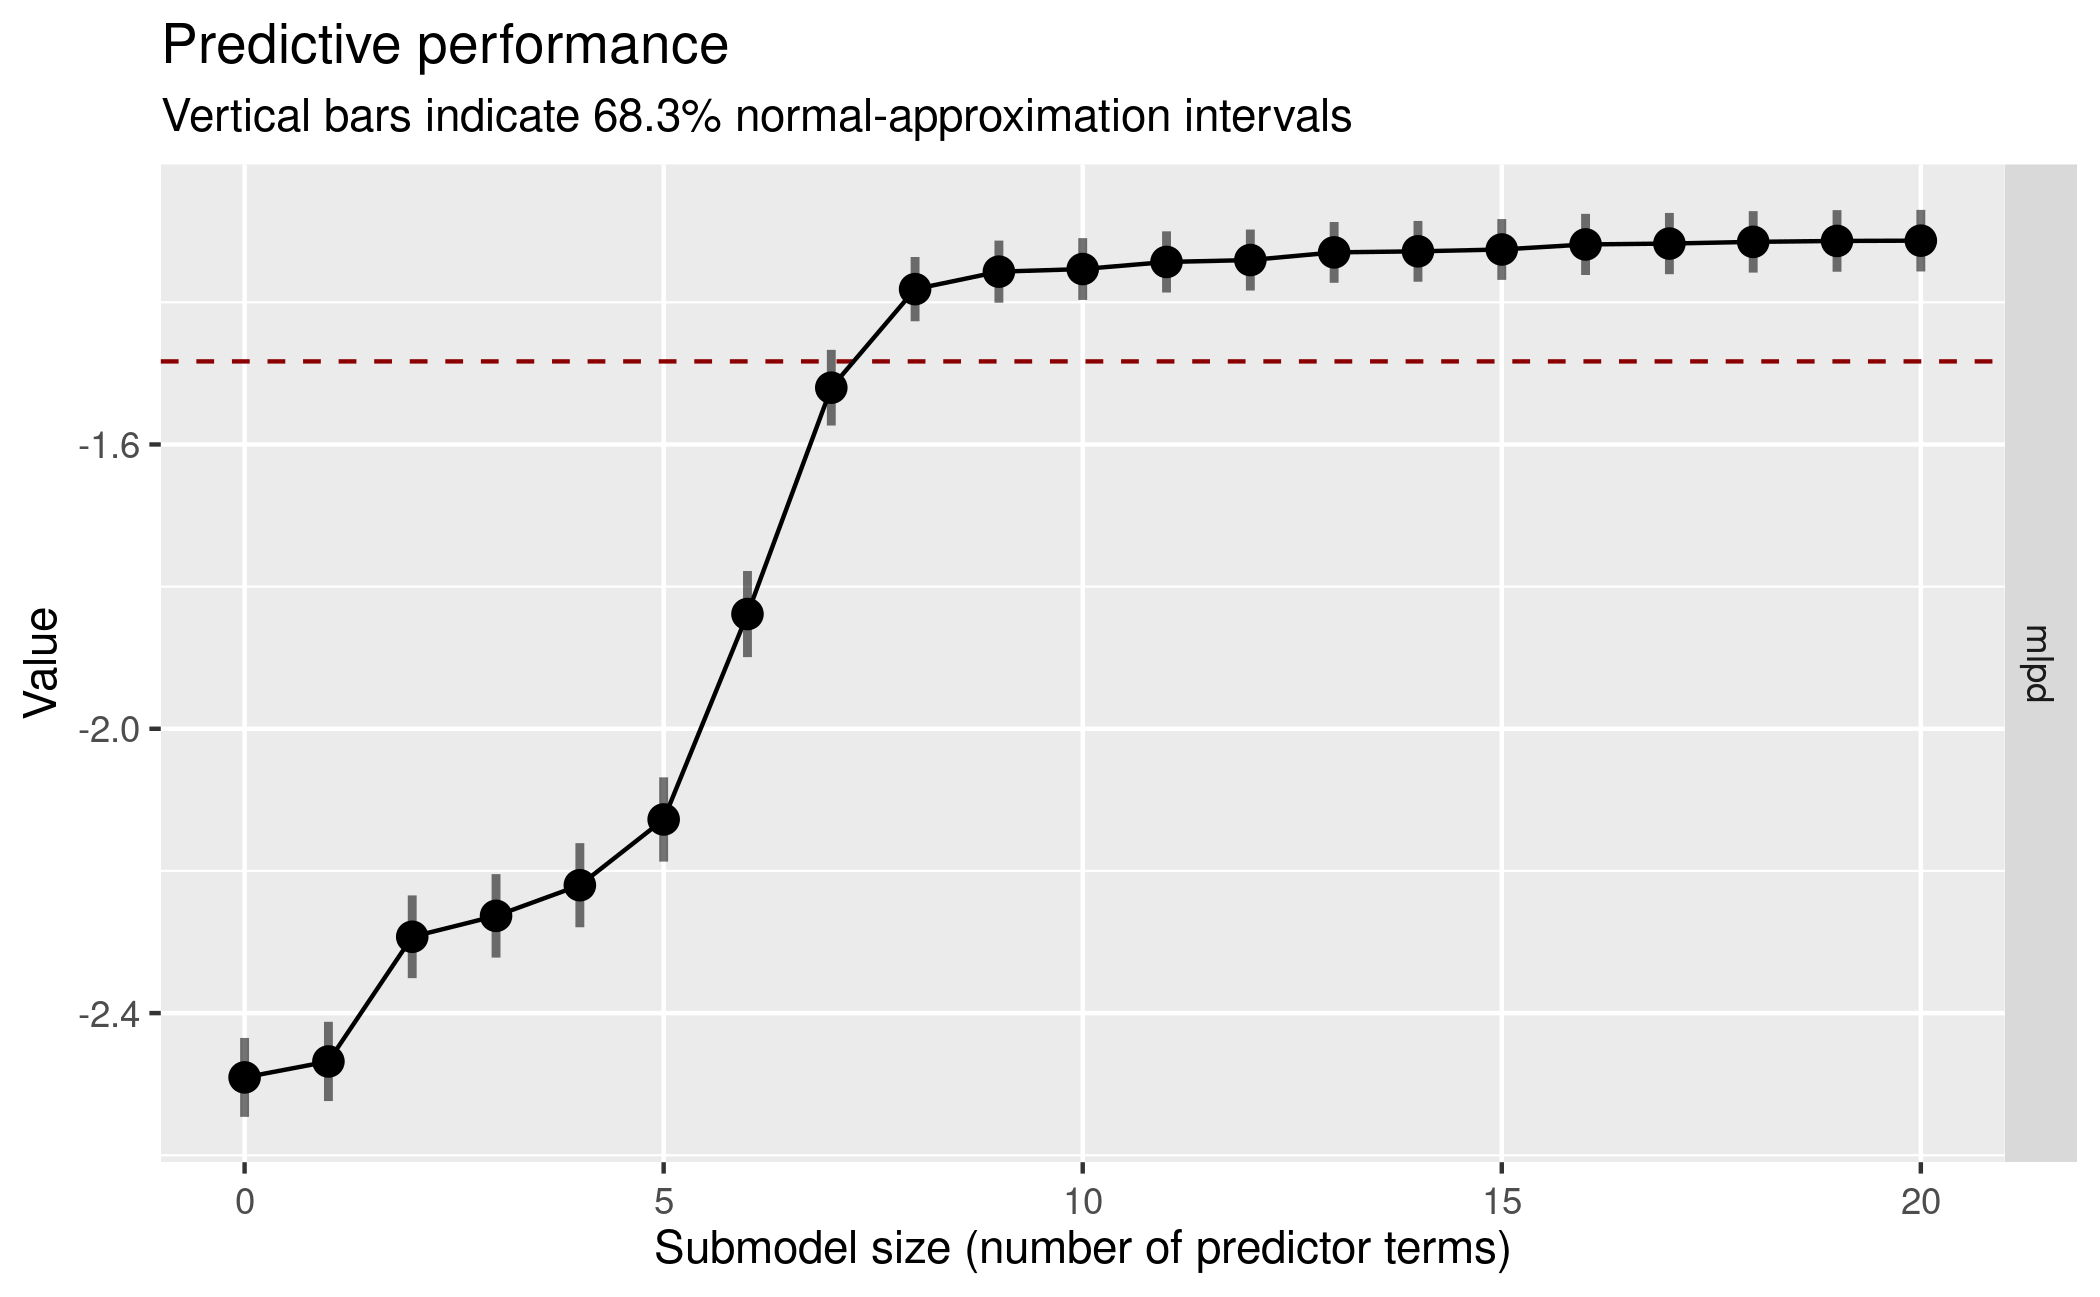 Predictive performance
Vertical bars indicate 68.3% normal-approximation intervals
Value
-1.6
-2.0
-2.4
mlpd
0 5 10 15 20
Submodel size (number of predictor terms)